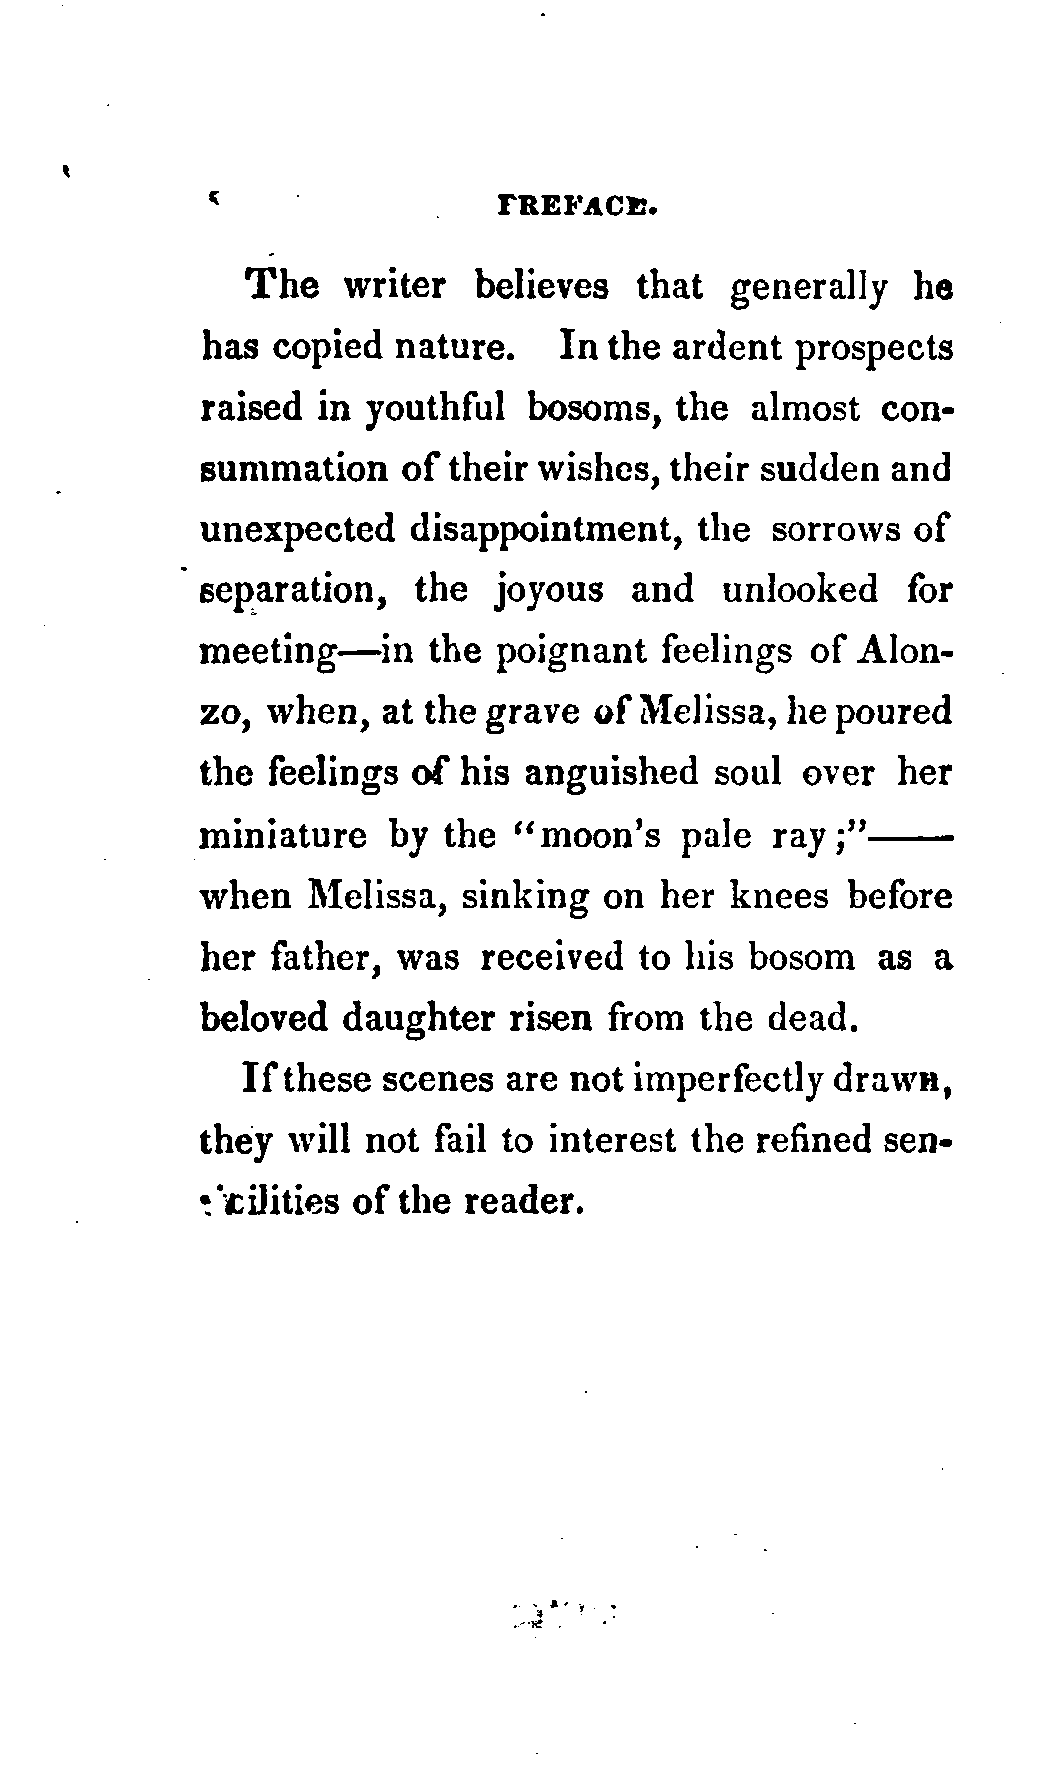 PREFACE.
The writer believes that generally he
has copied nature. In the ardent prospects
raised in youthful bosoms, the almost con-
summation of their wishes, their sudden and
unexpected disappointment, the sorrows of
separation, the joyous and unlooked for
meeting—in the poignant feelings of Alon-
zo, when, at the grave of Melissa, he poured
the feelings of his anguished soul over her
miniature by the "moon's pale ray;"——
when Melissa, sinking on her knees before
her father, was received to his bosom as a
beloved daughter risen from the dead.
If these scenes are not imperfectly drawn,
they will not fail to interest the refined sen-
of the reader.